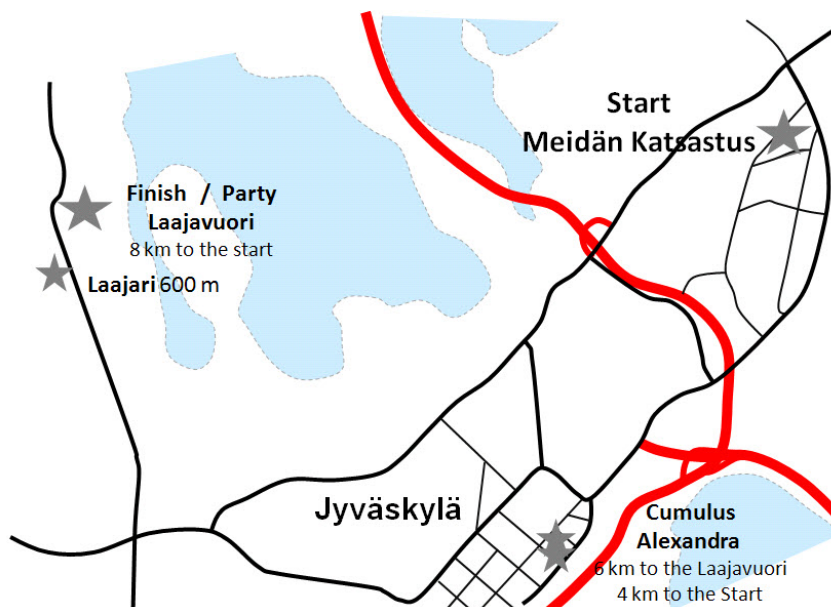 Start
Meidän Katsastus
Finish / Party
Laajavuori
8 km to the start
Laajari 600 m
Jyväskylä
Cumulus
Alexandra
6 km to the Laajavuori
4 km to the Start